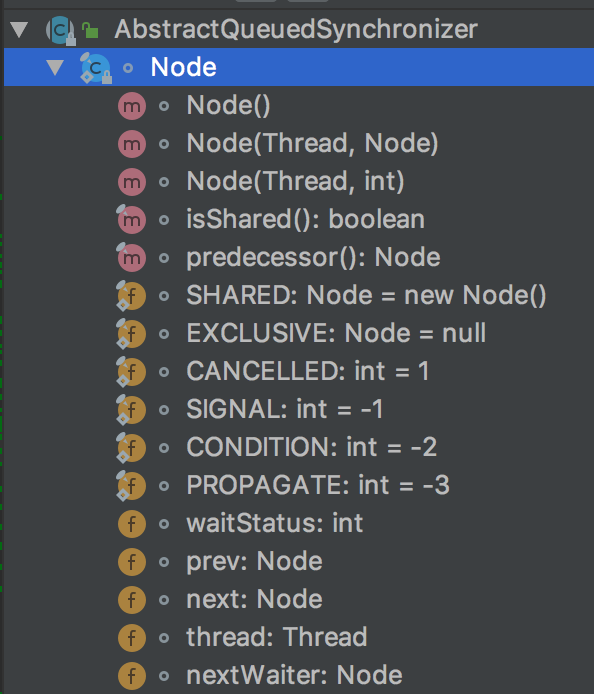 AbstractQueuedSynchronizer
Node
Node()
Node(Thread, Node)
Node(Thread, int)
isShared(): boolean
predecessor(): Node
SHARED: Node = new Node()
EXCLUSIVE: Node = null
CANCELLED: int = 1
SIGNAL: int = -1
CONDITION: int = -2
PROPAGATE: int = -3
waitStatus: int
prev: Node
next: Node
thread: Thread
nextWaiter: Node